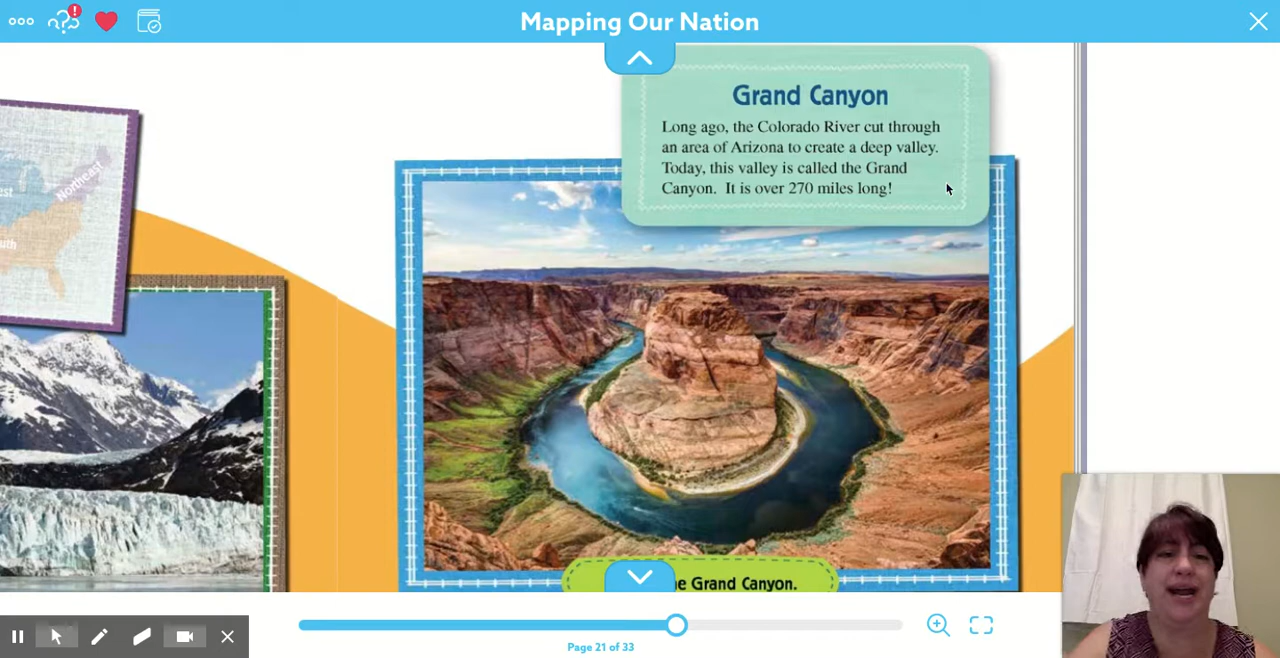 Mapping Our Nation
Grand Canyon
Long ago, the Colorado River cut through
an area of Arizona to create a deep valley.
Today, this valley is called the Grand
Canyon. It is over 270 miles long!
Northeast
Grand Canyon.
Page 21 of 33